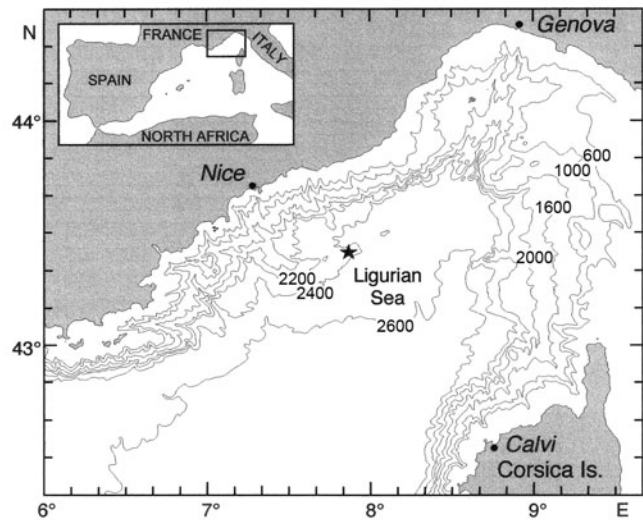 N
FRANCE
ITALY
SPAIN
NORTH AFRICA
Genova
44°
Nice
600
1000
1600
2000
2200
2400
Ligurian
Sea
2600
43°
Calvi
Corsica Is.
6° 7° 8° 9° E